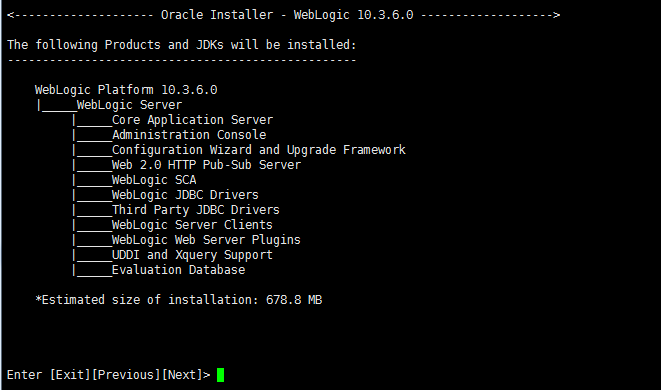 <-------------------- Oracle Installer - WebLogic 10.3.6.0 ------------------->
The following Products and JDKs will be installed:
--------------------------------------------------
WebLogic Platform 10.3.6.0
|_____WebLogic Server
|_____Core Application Server
|_____Administration Console
|_____Configuration Wizard and Upgrade Framework
|_____Web 2.0 HTTP Pub-Sub Server
|_____WebLogic SCA
|_____WebLogic JDBC Drivers
|_____Third Party JDBC Drivers
|_____WebLogic Server Clients
|_____WebLogic Web Server Plugins
|_____UDDI and Xquery Support
|_____Evaluation Database
*Estimated size of installation: 678.8 MB
Enter [Exit][Previous][Next]>